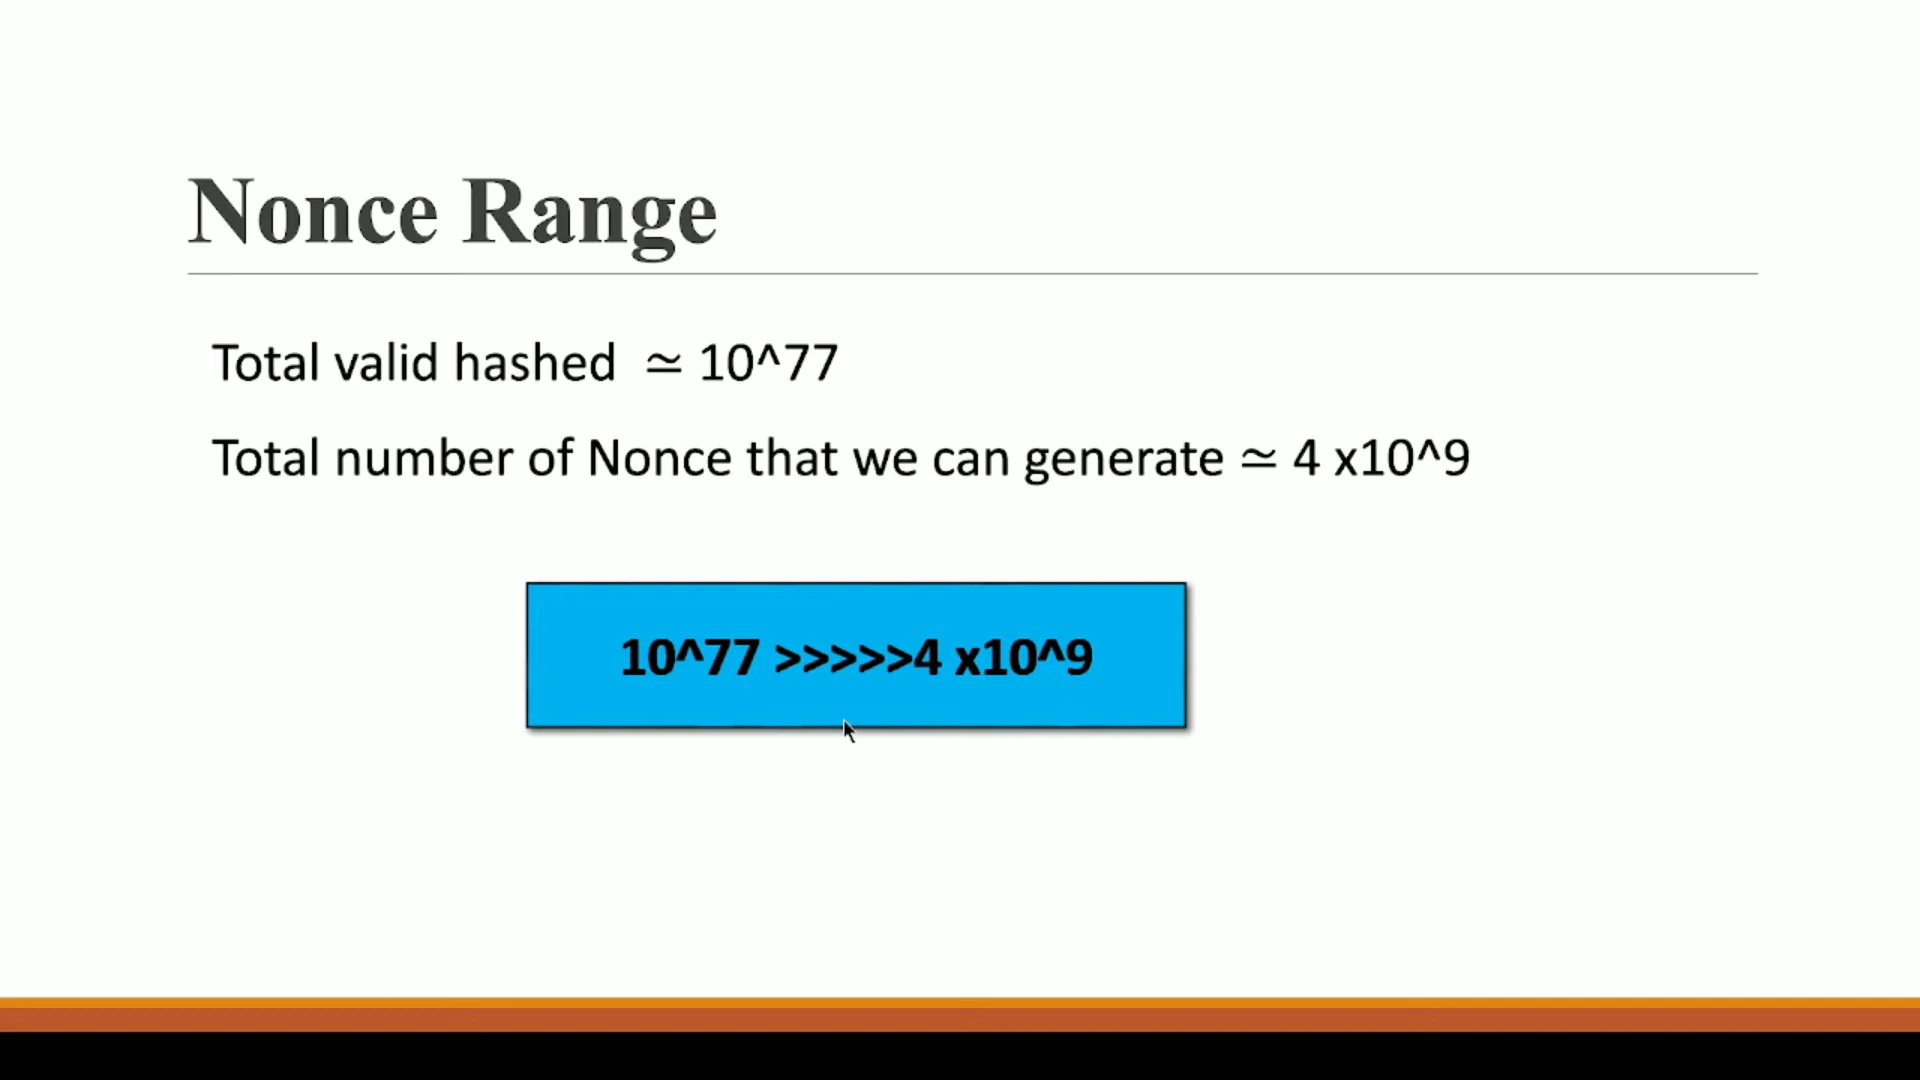 Nonce Range
Total valid hashed ≃ 10^77
Total number of Nonce that we can generate ≃ 4 x10^9
10^77 >>>>>4 x10^9